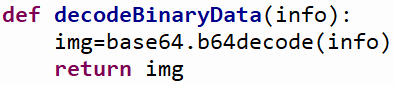 def decodeBinaryData(info):
    img=base64.b64decode(info)
    return img